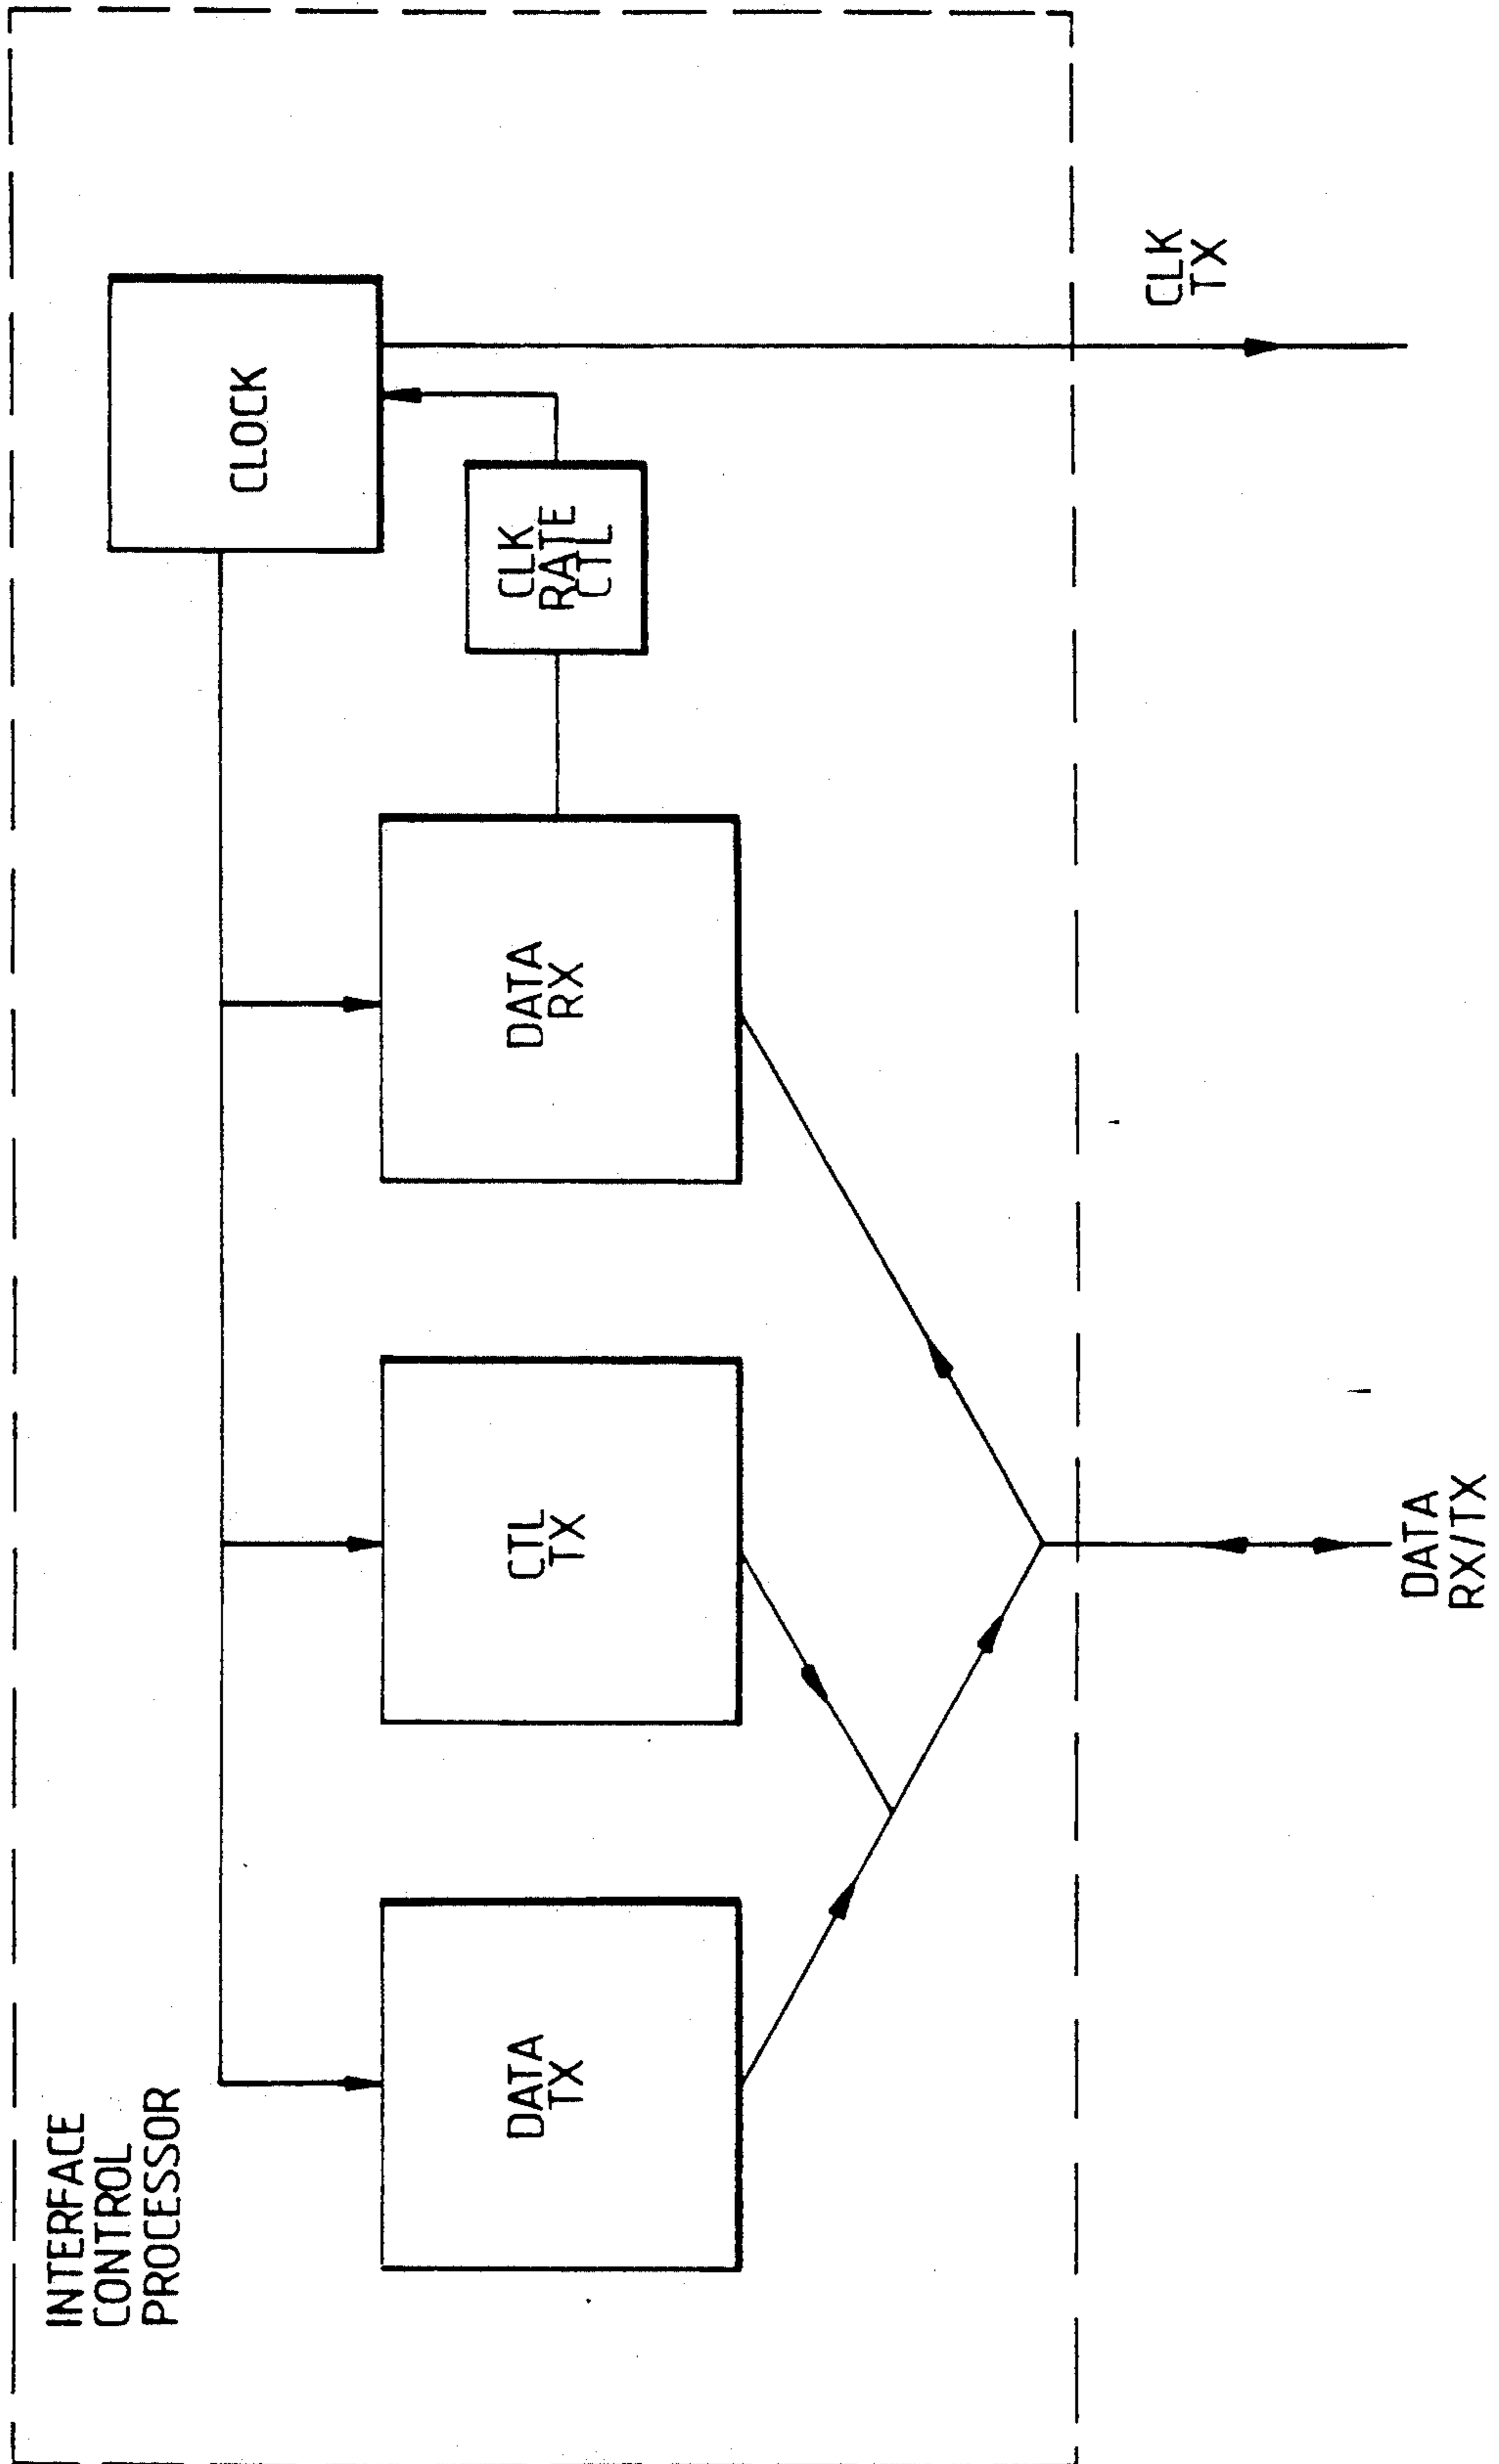 INTERFACE
CONTROL
PROCESSOR
DATA
TX
CTL
TX
DATA
RX
CLK
RATE
CTL
CLOCK
CLK
TX
DATA
RX/TX